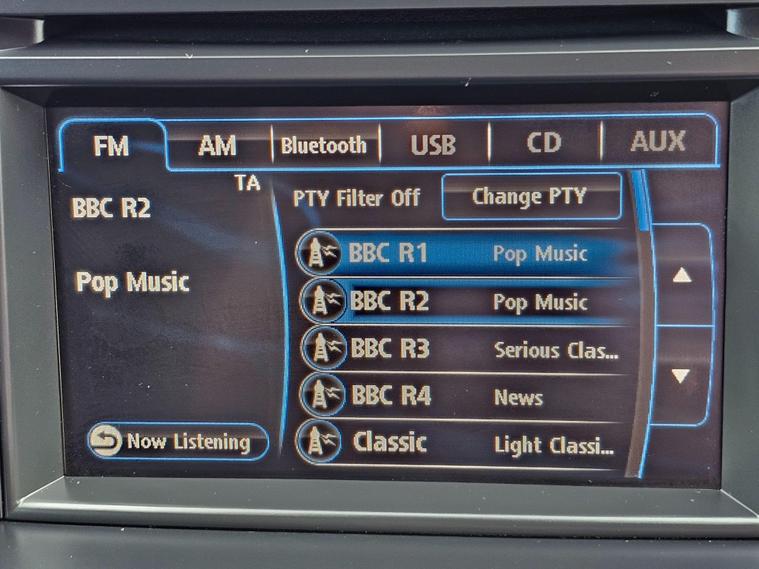 FM AM Bluetooth USB CD AUX
TA
PTY Filter Off Change PTY
BBC R2
Pop Music
BBC R1 Pop Music
BBC R2 Pop Music
BBC R3 Serious Clas...
BBC R4 News
Classic Light Classi...
Now Listening